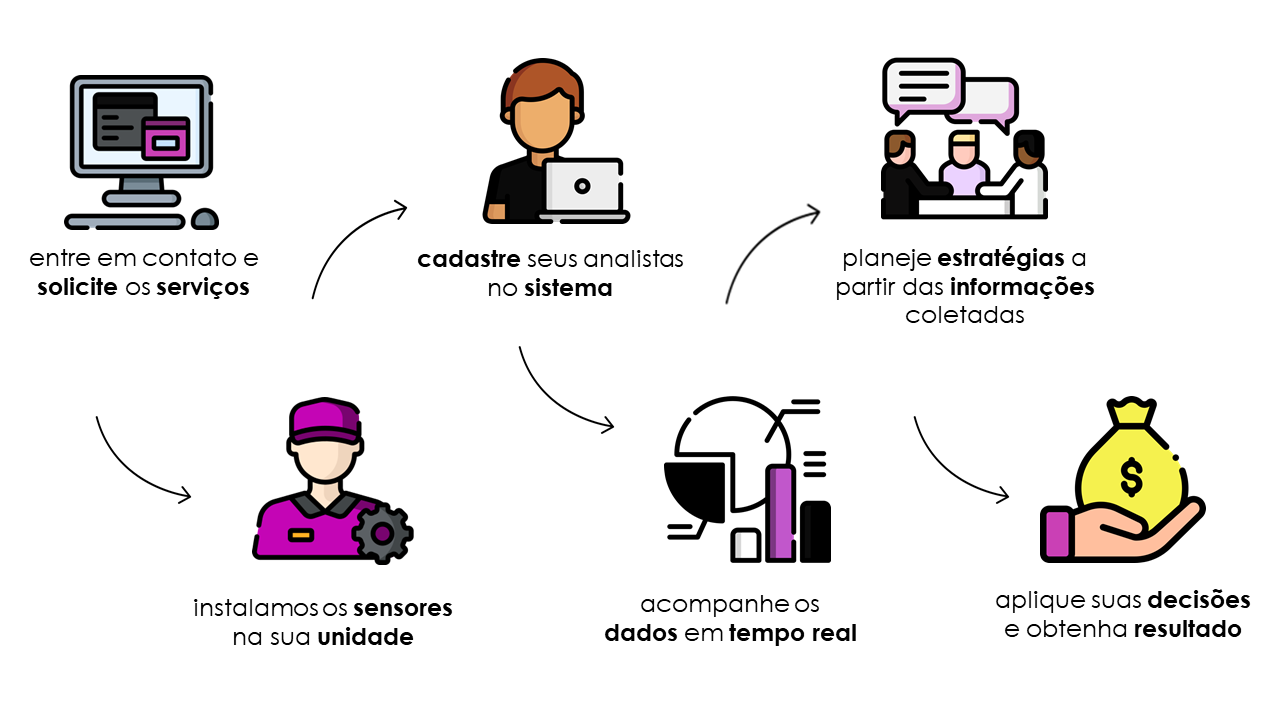 entre em contato e
solicite os serviços
instalamos os sensores
na sua unidade
cadastre seus analistas
no sistema
acompanhe os
dados em tempo real
planeje estratégias a
partir das informações
coletadas
$
aplique suas decisões
e obtenha resultado